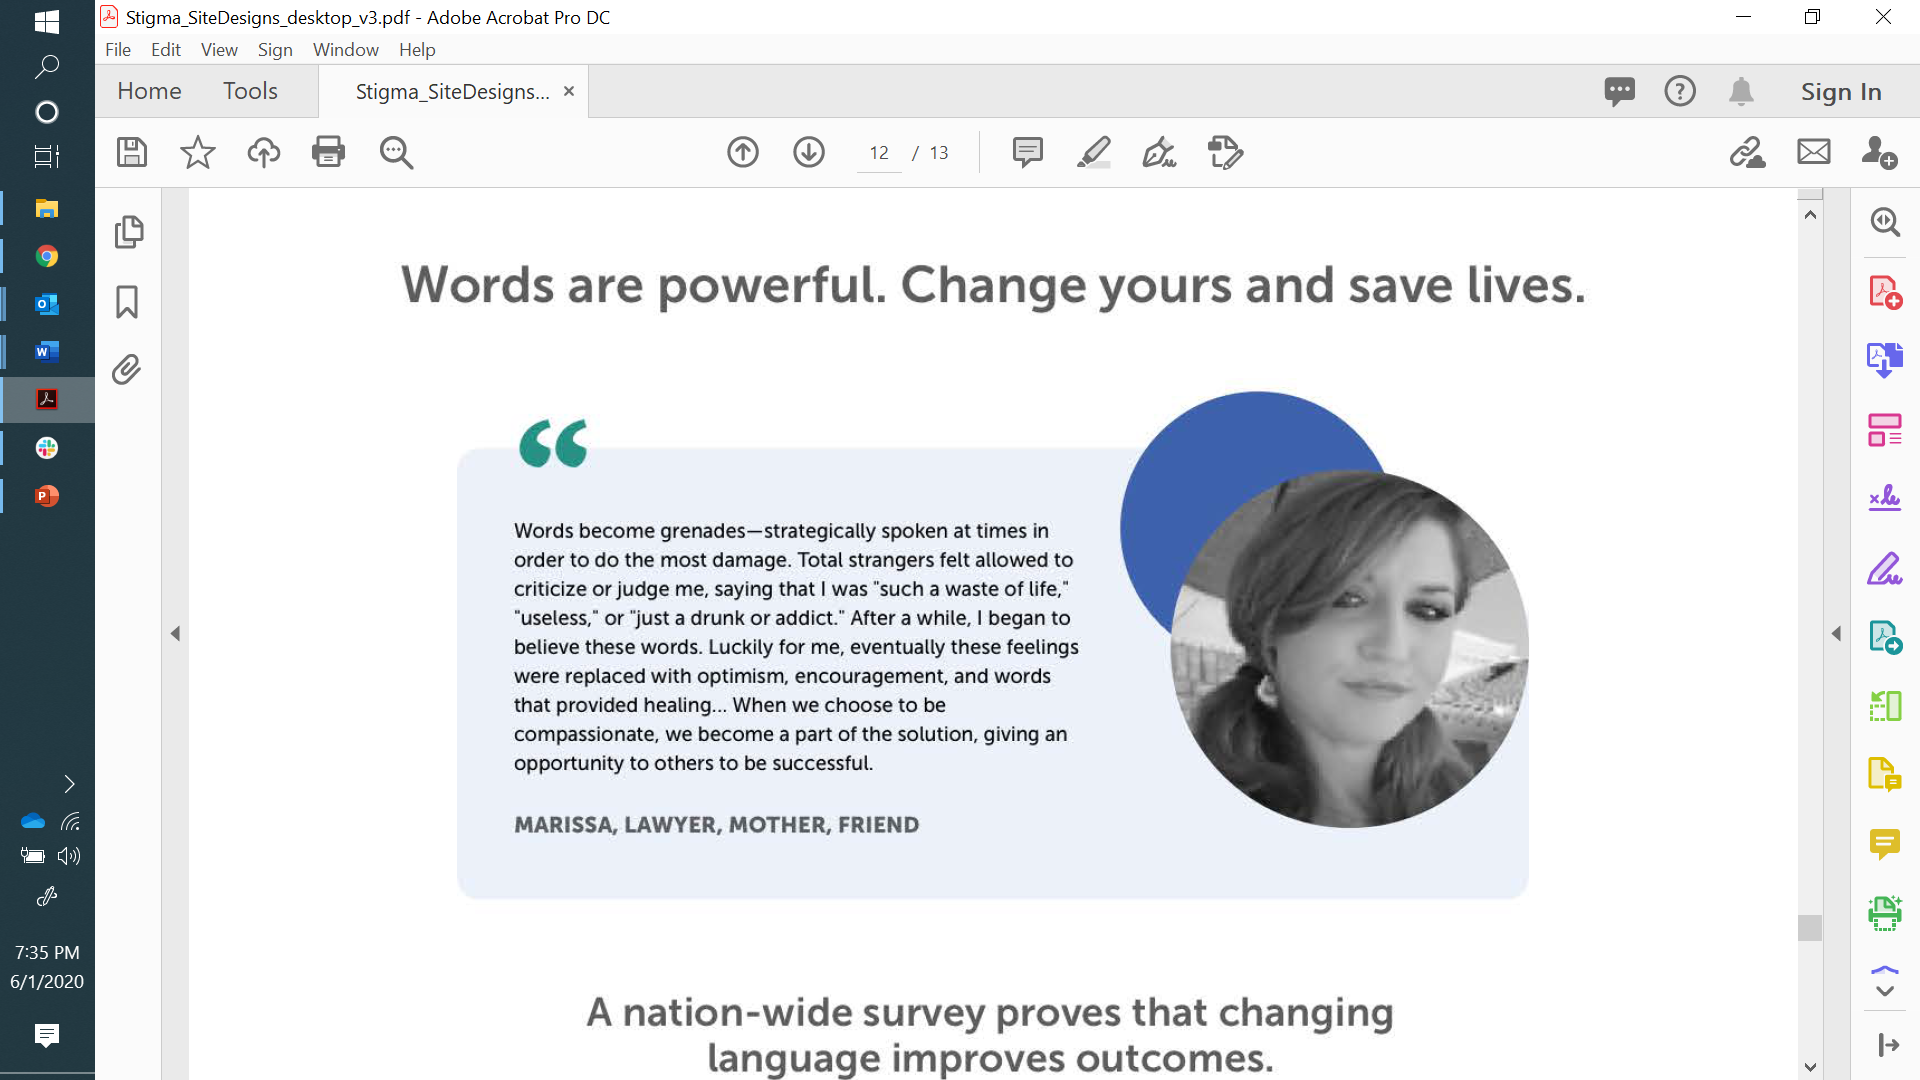 Stigma_SiteDesigns_desktop_v3.pdf - Adobe Acrobat Pro DC
File Edit View Sign Window Help
Home Tools Stigma_SiteDesigns... × Sign In
12 / 13
Words are powerful. Change yours and save lives.
“
Words become grenades—strategically spoken at times in
order to do the most damage. Total strangers felt allowed to
criticize or judge me, saying that I was "such a waste of life,"
"useless," or "just a drunk or addict." After a while, I began to
believe these words. Luckily for me, eventually these feelings
were replaced with optimism, encouragement, and words
that provided healing... When we choose to be
compassionate, we become a part of the solution, giving an
opportunity to others to be successful.
MARISSA, LAWYER, MOTHER, FRIEND
A nation-wide survey proves that changing
language improves outcomes.
7:35 PM
6/1/2020